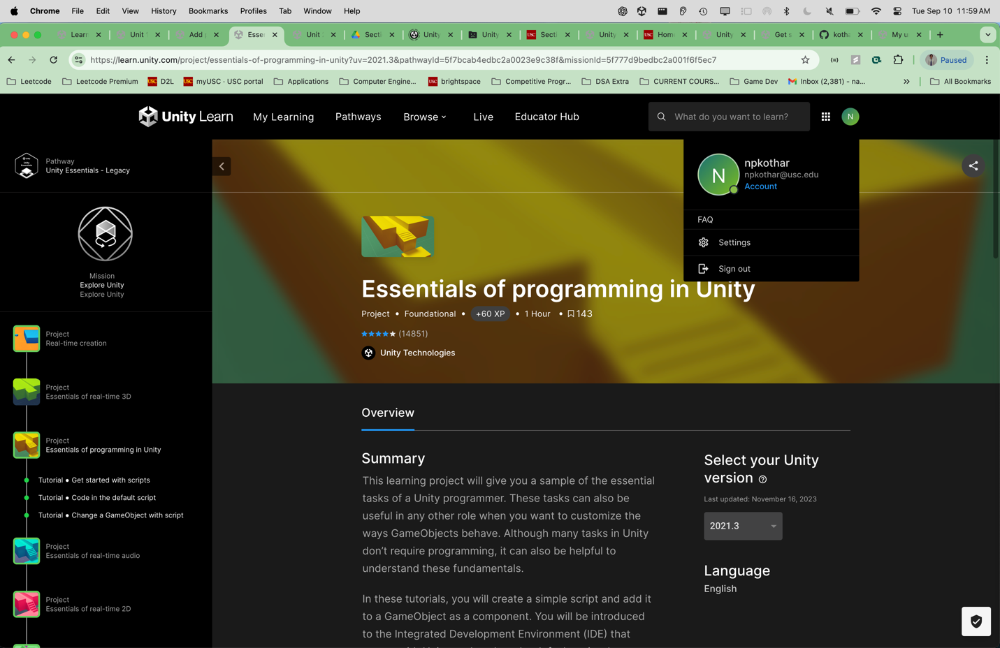 Chrome File Edit View History Bookmarks Profiles Tab Window Help Tue Sep 10 11:59 AM
Learn Unit Add Essen Unit Secti Unity Unity Secti Unity Home Unity Get s kotha My u
https://learn.unity.com/project/essentials-of-programming-in-unity?uv=2021.3&pathwayId=5f7bcab4edbc2a0023e9c38f&missionId=5f777d9bedbc2a001f6f5ec7 Paused
Leetcode Leetcode Premium USC D2L USC myUSC · USC portal Applications Computer Engine... USC brightspace Competitive Progr... DSA Extra CURRENT COURS... Game Dev Inbox (2,381) - na... All Bookmarks
Unity Learn My Learning Pathways Browse Live Educator Hub What do you want to learn? N
Pathway
Unity Essentials - Legacy
Mission
Explore Unity
Explore Unity
Project
Real-time creation
Project
Essentials of real-time 3D
Project
Essentials of programming in Unity
Tutorial • Get started with scripts
Tutorial • Code in the default script
Tutorial • Change a GameObject with script
Project
Essentials of real-time audio
Project
Essentials of real-time 2D
N
npkothar
npkothar@usc.edu
Account
FAQ
Settings
Sign out
Essentials of programming in Unity
Project • Foundational • +60 XP • 1 Hour • 143
(14851)
Unity Technologies
Overview
Summary
This learning project will give you a sample of the essential
tasks of a Unity programmer. These tasks can also be
useful in any other role when you want to customize the
ways GameObjects behave. Although many tasks in Unity
don't require programming, it can also be helpful to
understand these fundamentals.
In these tutorials, you will create a simple script and add it
to a GameObject as a component. You will be introduced
to the Integrated Development Environment (IDE) that
Select your Unity
version
Last updated: November 16, 2023
2021.3
Language
English